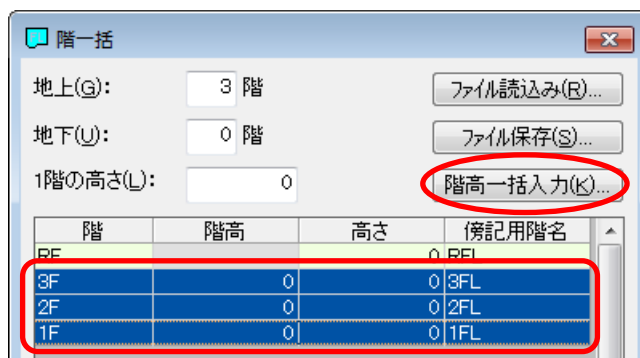 階一括
地上(G): 3 階 ファイル読込み(R)...
地下(U): 0 階 ファイル保存(S)...
1階の高さ(L): 0 階高一括入力(K)...
階 階高 高さ 傍記用階名
RF 0 RFL
3F 0 0 3FL
2F 0 0 2FL
1F 0 0 1FL